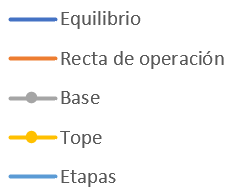 Equilibrio
Recta de operación
Base
Tope
Etapas